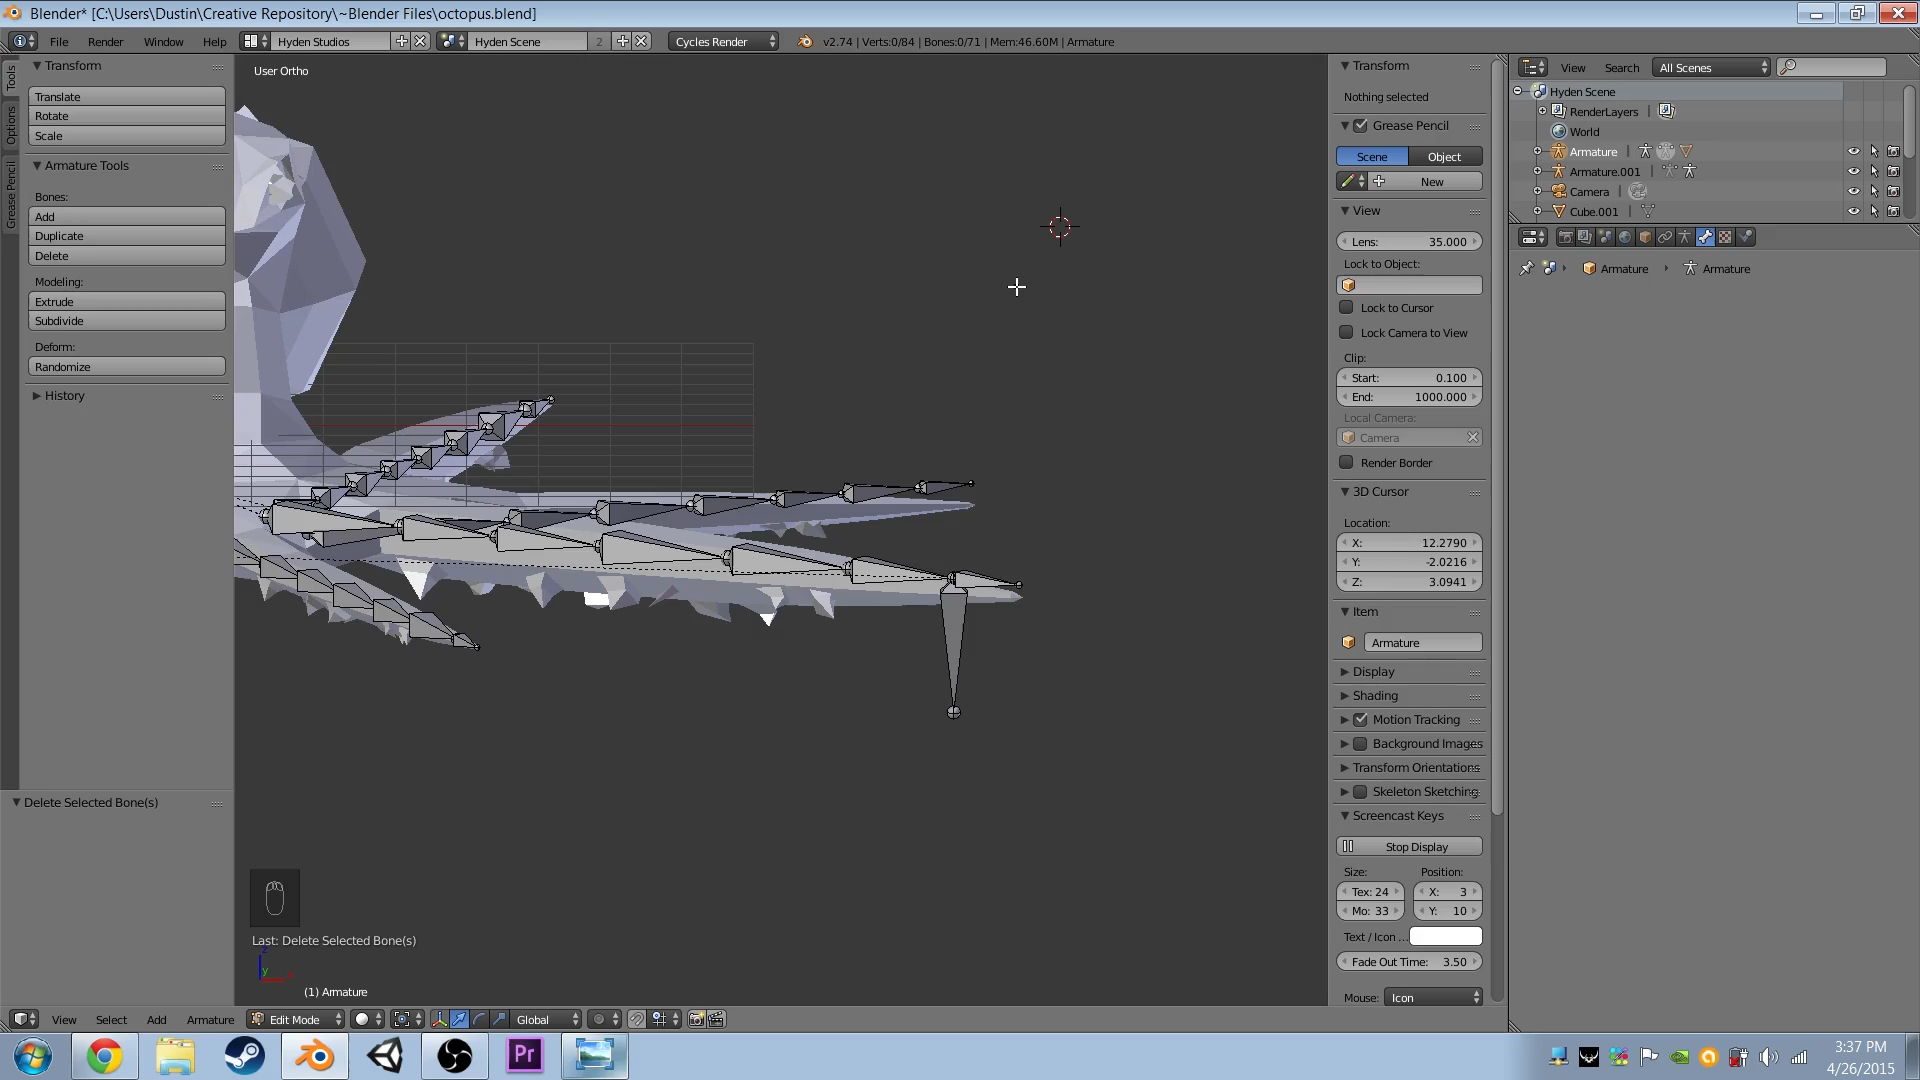 Blender* [C:\Users\Dustin\Creative Repository\~Blender Files\octopus.blend]
File Render Window Help Hyden Studios Hyden Scene 2 Cycles Render v2.74 | Verts:0/84 | Bones:0/71 | Mem:46.60M | Armature
Tools
Options
Grease Pencil
Transform
Translate
Rotate
Scale
Armature Tools
Bones:
Add
Duplicate
Delete
Modeling:
Extrude
Subdivide
Deform:
Randomize
History
Delete Selected Bone(s)
User Ortho
Last: Delete Selected Bone(s)
z
y
(1) Armature
View Select Add Armature Edit Mode Global
Transform
Nothing selected
Grease Pencil
Scene Object
New
View
Lens: 35.000
Lock to Object:
Lock to Cursor
Lock Camera to View
Clip:
Start: 0.100
End: 1000.000
Local Camera:
Camera
Render Border
3D Cursor
Location:
X: 12.2790
Y: -2.0216
Z: 3.0941
Item
Armature
Display
Shading
Motion Tracking
Background Images
Transform Orientations
Skeleton Sketching
Screencast Keys
Stop Display
Size: Position:
Tex: 24 X: 3
Mo: 33 Y: 10
Text / Icon ...
Fade Out Time: 3.50
Mouse: Icon
View Search All Scenes
Hyden Scene
RenderLayers
World
Armature
Armature.001
Camera
Cube.001
Armature Armature
Pr
3:37 PM
4/26/2015